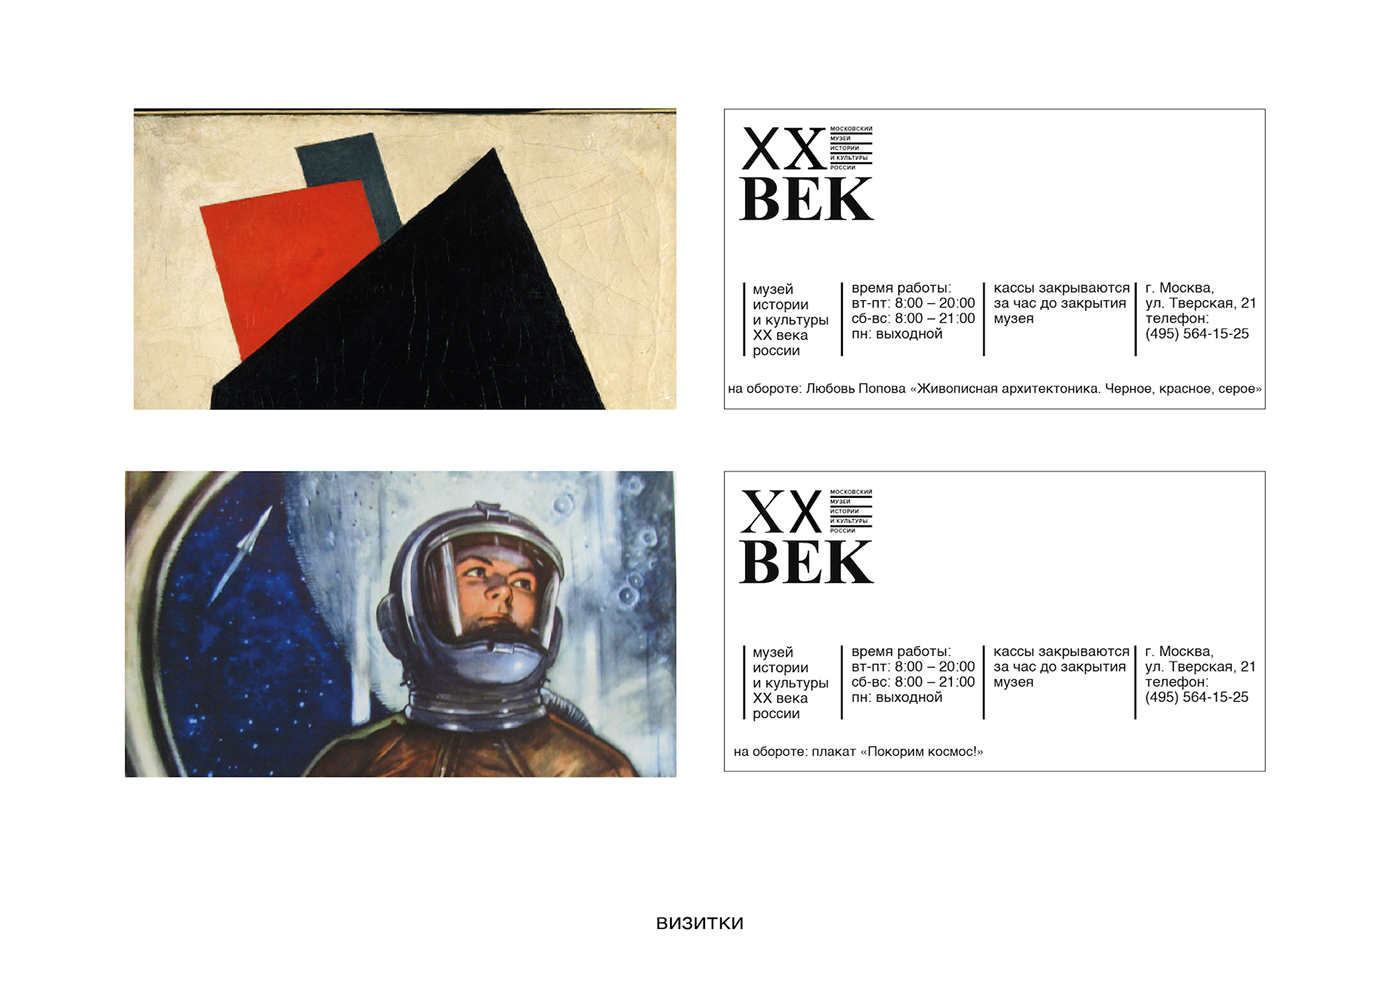 XX
МОСКОВСКИЙ
МУЗЕЙ
ИСТОРИИ
И КУЛЬТУРЫ
РОССИИ
ВЕК
музей
истории
и культуры
XX века
россии
время работы:
вт-пт: 8:00 – 20:00
сб-вс: 8:00 – 21:00
пн: выходной
кассы закрываются
за час до закрытия
музея
г. Москва,
ул. Тверская, 21
телефон:
(495) 564-15-25
на обороте: Любовь Попова «Живописная архитектоника. Черное, красное, серое»
XX
МОСКОВСКИЙ
МУЗЕЙ
ИСТОРИИ
И КУЛЬТУРЫ
РОССИИ
ВЕК
музей
истории
и культуры
XX века
россии
время работы:
вт-пт: 8:00 – 20:00
сб-вс: 8:00 – 21:00
пн: выходной
кассы закрываются
за час до закрытия
музея
г. Москва,
ул. Тверская, 21
телефон:
(495) 564-15-25
на обороте: плакат «Покорим космос!»
ВИЗИТКИ